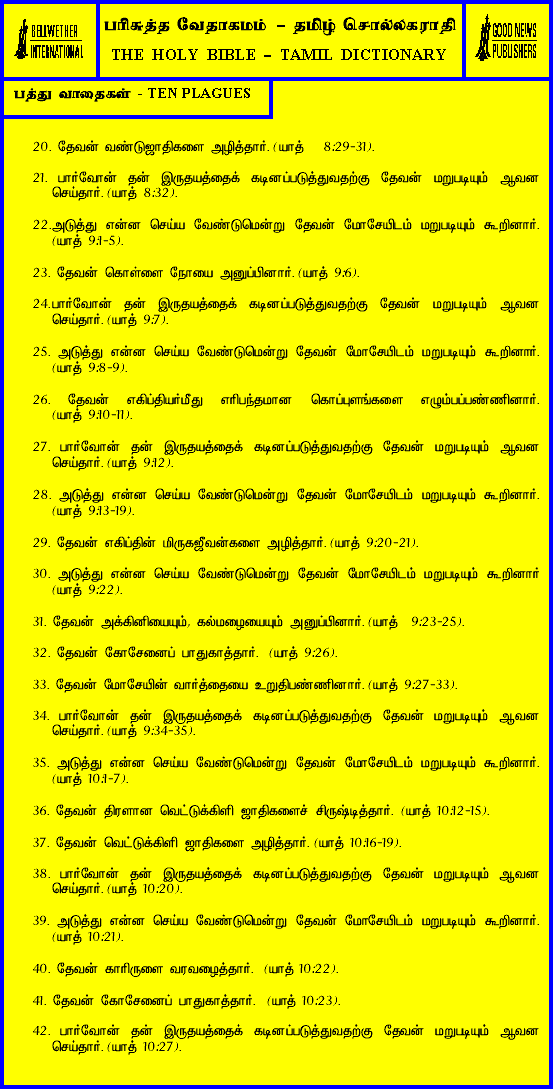 BELLWETHER
INTERNATIONAL
பரிசுத்த வேதாகமம் – தமிழ் சொல்லகராதி
THE HOLY BIBLE – TAMIL DICTIONARY
GOOD NEWS
PUBLISHERS
பத்து வாதைகள் - TEN PLAGUES
20. தேவன் வண்டுஜாதிகளை அழித்தார். (யாத் 8:29-31).
21. பார்வோன் தன் இருதயத்தைக் கடினப்படுத்துவதற்கு தேவன் மறுபடியும் ஆவன
செய்தார். (யாத் 8:32).
22.அடுத்து என்ன செய்ய வேண்டுமென்று தேவன் மோசேயிடம் மறுபடியும் கூறினார்.
(யாத் 9:1-5).
23. தேவன் கொள்ளை நோயை அனுப்பினார். (யாத் 9:6).
24.பார்வோன் தன் இருதயத்தைக் கடினப்படுத்துவதற்கு தேவன் மறுபடியும் ஆவன
செய்தார். (யாத் 9:7).
25. அடுத்து என்ன செய்ய வேண்டுமென்று தேவன் மோசேயிடம் மறுபடியும் கூறினார்.
(யாத் 9:8-9).
26. தேவன் எகிப்தியர்மீது எரிபந்தமான கொப்புளங்களை எழும்பப்பண்ணினார்.
(யாத் 9:10-11).
27. பார்வோன் தன் இருதயத்தைக் கடினப்படுத்துவதற்கு தேவன் மறுபடியும் ஆவன
செய்தார். (யாத் 9:12).
28. அடுத்து என்ன செய்ய வேண்டுமென்று தேவன் மோசேயிடம் மறுபடியும் கூறினார்.
(யாத் 9:13-19).
29. தேவன் எகிப்தின் மிருகஜீவன்களை அழித்தார். (யாத் 9:20-21).
30. அடுத்து என்ன செய்ய வேண்டுமென்று தேவன் மோசேயிடம் மறுபடியும் கூறினார்
(யாத் 9:22).
31. தேவன் அக்கினியையும், கல்மழையையும் அனுப்பினார். (யாத் 9:23-25).
32. தேவன் கோசேனைப் பாதுகாத்தார். (யாத் 9:26).
33. தேவன் மோசேயின் வார்த்தையை உறுதிபண்ணினார். (யாத் 9:27-33).
34. பார்வோன் தன் இருதயத்தைக் கடினப்படுத்துவதற்கு தேவன் மறுபடியும் ஆவன
செய்தார். (யாத் 9:34-35).
35. அடுத்து என்ன செய்ய வேண்டுமென்று தேவன் மோசேயிடம் மறுபடியும் கூறினார்.
(யாத் 10:1-7).
36. தேவன் திரளான வெட்டுக்கிளி ஜாதிகளைச் சிருஷ்டித்தார். (யாத் 10:12-15).
37. தேவன் வெட்டுக்கிளி ஜாதிகளை அழித்தார். (யாத் 10:16-19).
38. பார்வோன் தன் இருதயத்தைக் கடினப்படுத்துவதற்கு தேவன் மறுபடியும் ஆவன
செய்தார். (யாத் 10:20).
39. அடுத்து என்ன செய்ய வேண்டுமென்று தேவன் மோசேயிடம் மறுபடியும் கூறினார்.
(யாத் 10:21).
40. தேவன் காரிருளை வரவழைத்தார். (யாத் 10:22).
41. தேவன் கோசேனைப் பாதுகாத்தார். (யாத் 10:23).
42. பார்வோன் தன் இருதயத்தைக் கடினப்படுத்துவதற்கு தேவன் மறுபடியும் ஆவன
செய்தார். (யாத் 10:27).